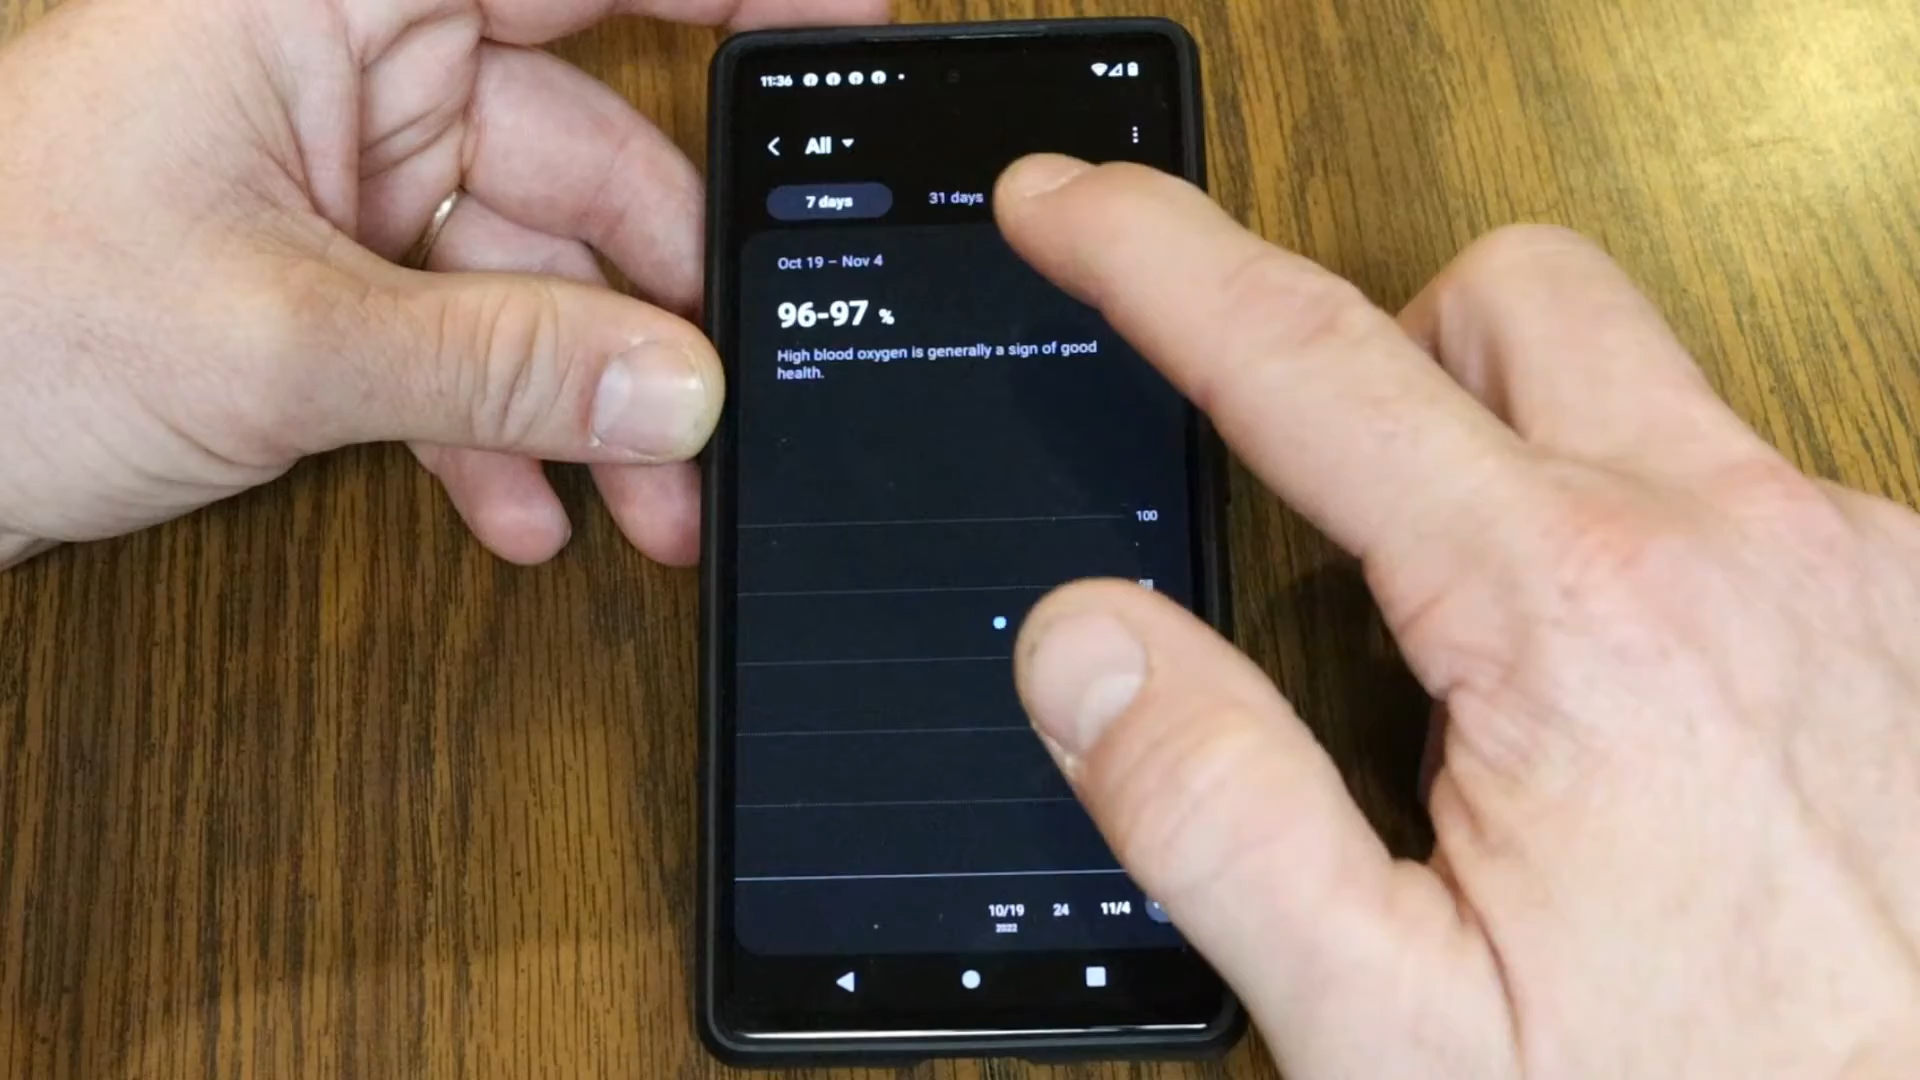 11:36
All
7 days
31 days
Oct 19 – Nov 4
96-97 %
High blood oxygen is generally a sign of good
health.
100
98
10/19 24 11/4
2022